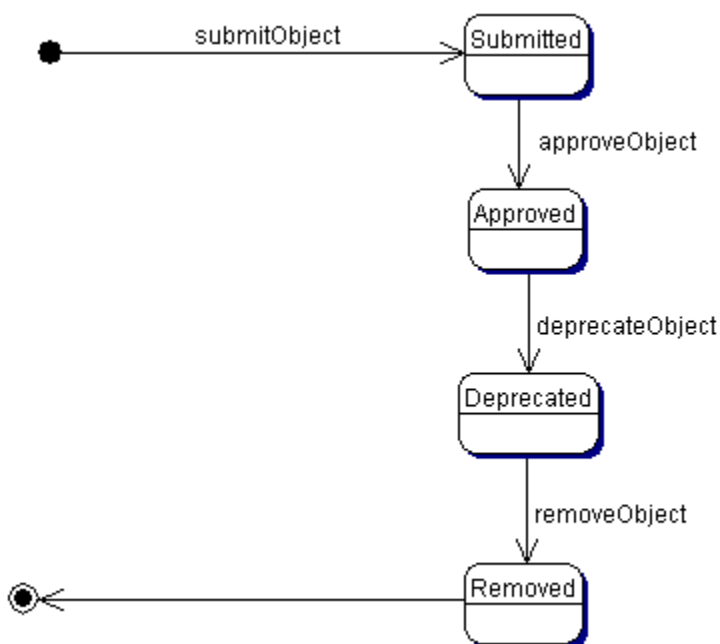 submitObject
Submitted
approveObject
Approved
deprecateObject
Deprecated
removeObject
Removed